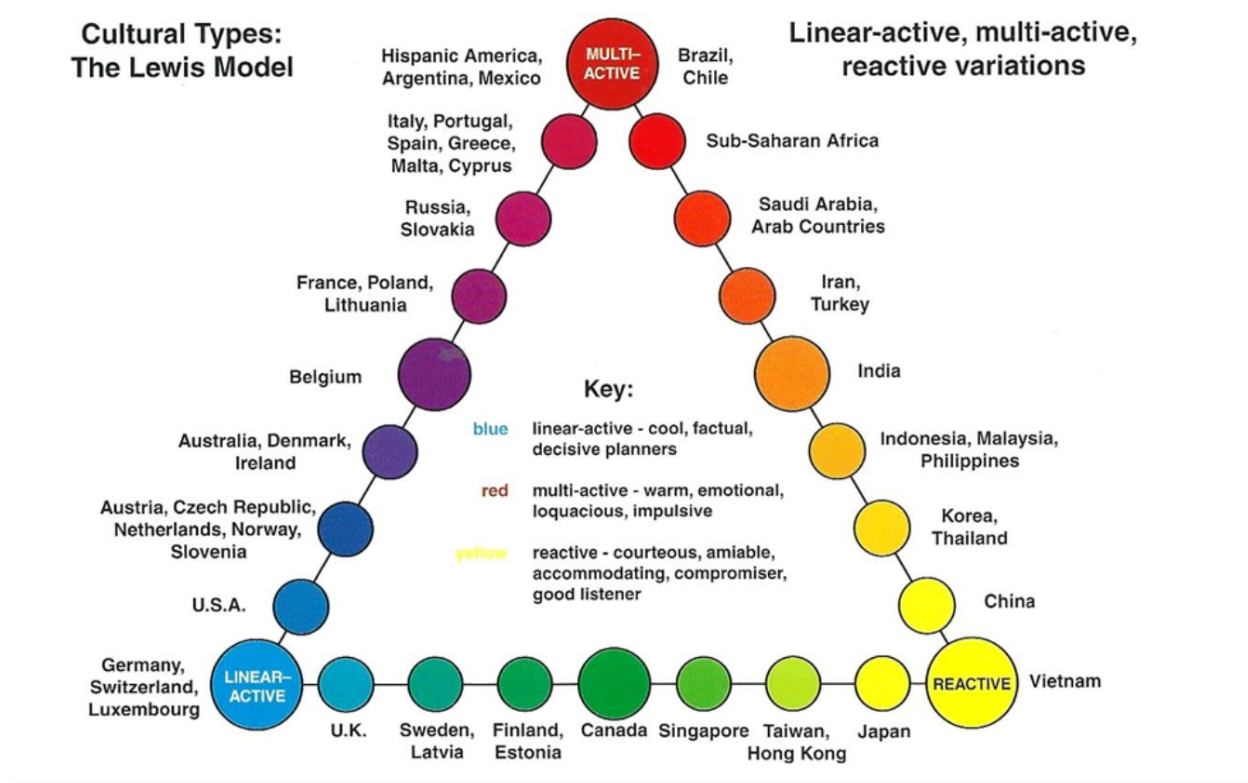 Cultural Types:
The Lewis Model
Linear-active, multi-active,
reactive variations
Hispanic America,
Argentina, Mexico
MULTI–
ACTIVE
Brazil,
Chile
Italy, Portugal,
Spain, Greece,
Malta, Cyprus
Sub-Saharan Africa
Russia,
Slovakia
Saudi Arabia,
Arab Countries
France, Poland,
Lithuania
Iran,
Turkey
Belgium
India
Key:
blue linear-active - cool, factual,
decisive planners
red multi-active - warm, emotional,
loquacious, impulsive
yellow reactive - courteous, amiable,
accommodating, compromiser,
good listener
Australia, Denmark,
Ireland
Indonesia, Malaysia,
Philippines
Austria, Czech Republic,
Netherlands, Norway,
Slovenia
Korea,
Thailand
U.S.A.
China
Germany,
Switzerland,
Luxembourg
LINEAR–
ACTIVE
REACTIVE
Vietnam
U.K.
Sweden,
Latvia
Finland,
Estonia
Canada
Singapore
Taiwan,
Hong Kong
Japan